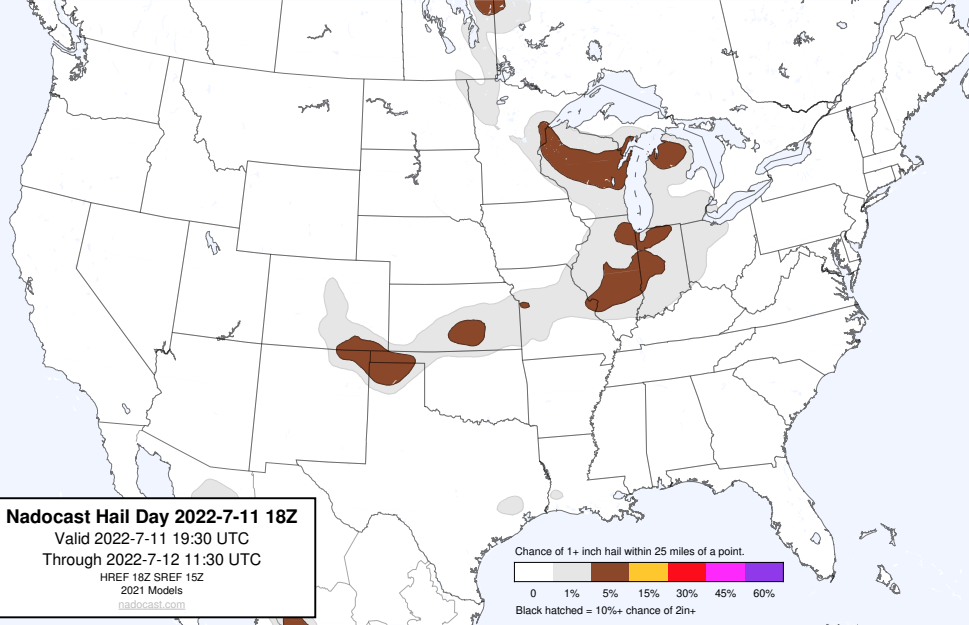 Nadocast Hail Day 2022-7-11 18Z
Valid 2022-7-11 19:30 UTC
Through 2022-7-12 11:30 UTC
HREF 18Z SREF 15Z
2021 Models
nadocast.com
Chance of 1+ inch hail within 25 miles of a point.
0 1% 5% 15% 30% 45% 60%
Black hatched = 10%+ chance of 2in+